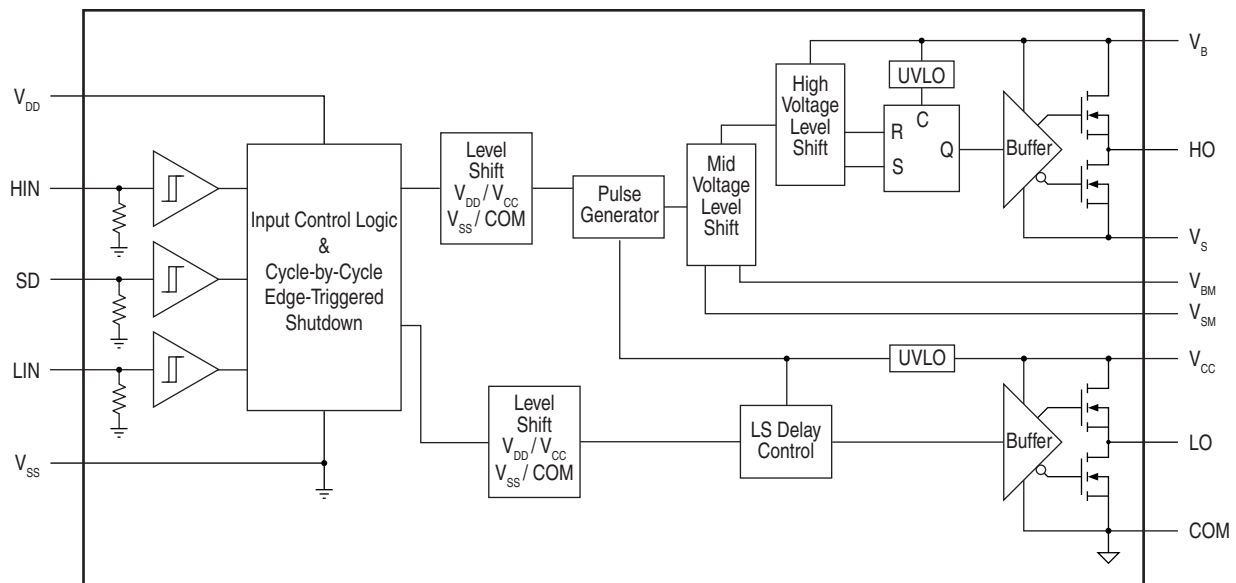 V_B
UVLO
High
Voltage
Level
Shift
V_DD
C
R
S
Q
Buffer
HO
Level
Shift
V_DD / V_CC
V_SS / COM
Mid
Voltage
Level
Shift
HIN
Pulse
Generator
Input Control Logic
&
Cycle-by-Cycle
Edge-Triggered
Shutdown
V_S
SD
V_BM
V_SM
LIN
UVLO
V_CC
Level
Shift
V_DD / V_CC
V_SS / COM
LS Delay
Control
Buffer
LO
V_SS
COM